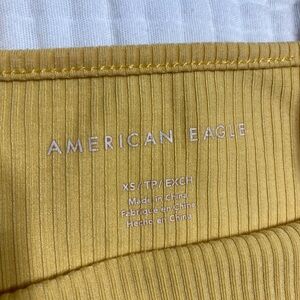 AMERICAN EAGLE
XS/TP/EXCH
Made in China
Fabriqué en Chine
Hecho en China